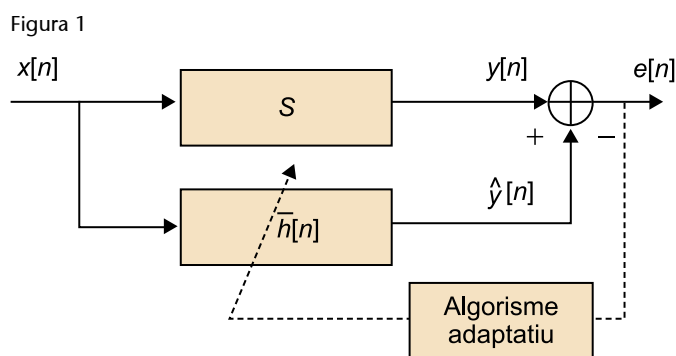 Figura 1
x[n]
S
y[n]
e[n]
+
−
h̅[n]
ŷ[n]
Algorisme
adaptatiu